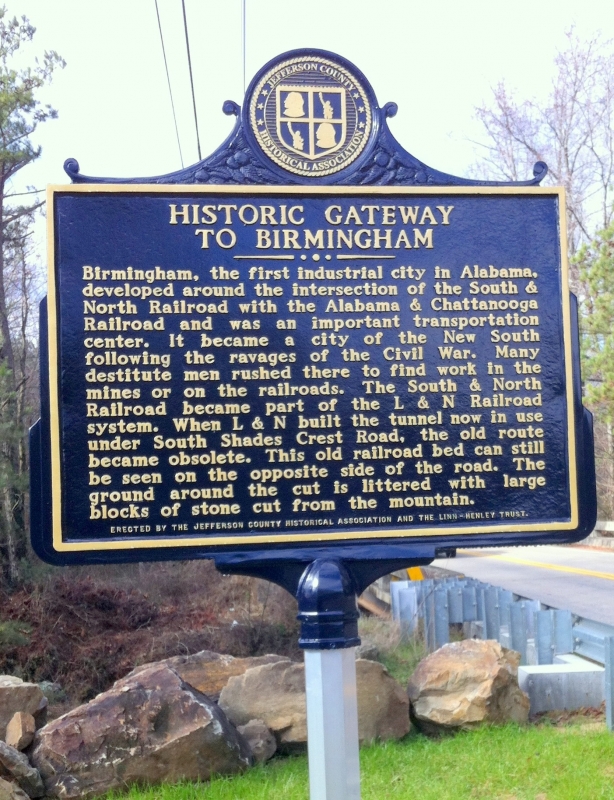 JEFFERSON COUNTY
HISTORICAL ASSOCIATION
HISTORIC GATEWAY
TO BIRMINGHAM
Birmingham, the first industrial city in Alabama,
developed around the intersection of the South &
North Railroad with the Alabama & Chattanooga
Railroad and was an important transportation
center. It became a city of the New South
following the ravages of the Civil War. Many
destitute men rushed there to find work in the
mines or on the railroads. The South & North
Railroad became part of the L & N Railroad
system. When L & N built the tunnel now in use
under South Shades Crest Road, the old route
became obsolete. This old railroad bed can still
be seen on the opposite side of the road. The
ground around the cut is littered with large
blocks of stone cut from the mountain.
ERECTED BY THE JEFFERSON COUNTY HISTORICAL ASSOCIATION AND THE LINN-HENLEY TRUST.